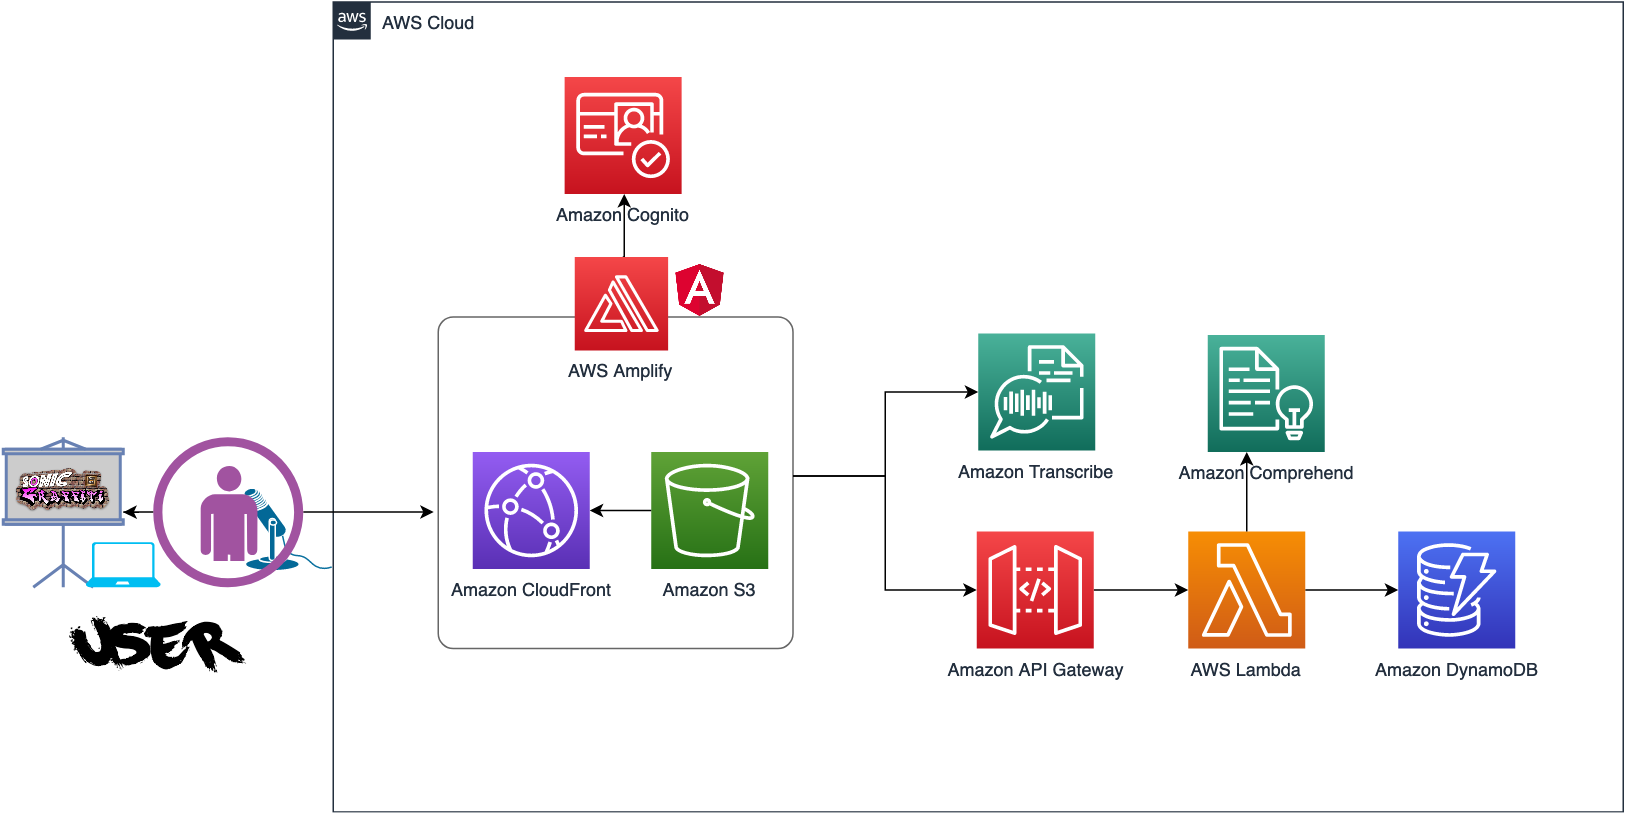 aws
AWS Cloud
Amazon Cognito
A
AWS Amplify
Amazon Transcribe
Amazon Comprehend
SONIC
GRAFFITI
Amazon CloudFront
Amazon S3
</>
USER
Amazon API Gateway
AWS Lambda
Amazon DynamoDB